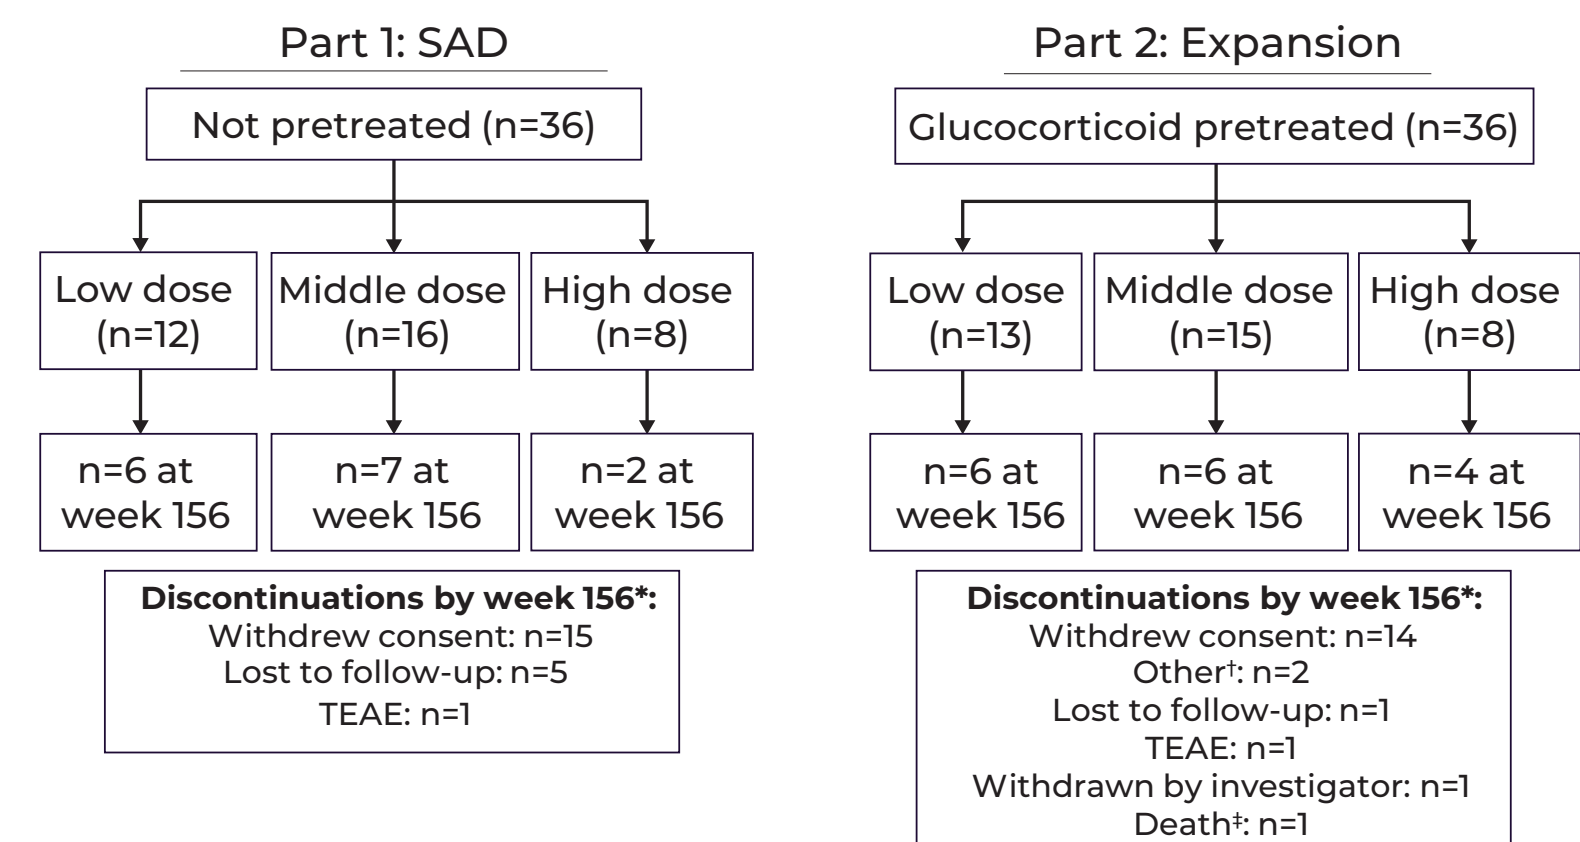 Part 1: SAD
Not pretreated (n=36)
Low dose
(n=12)
Middle dose
(n=16)
High dose
(n=8)
n=6 at
week 156
n=7 at
week 156
n=2 at
week 156
Discontinuations by week 156*:
Withdrew consent: n=15
Lost to follow-up: n=5
TEAE: n=1
Part 2: Expansion
Glucocorticoid pretreated (n=36)
Low dose
(n=13)
Middle dose
(n=15)
High dose
(n=8)
n=6 at
week 156
n=6 at
week 156
n=4 at
week 156
Discontinuations by week 156*:
Withdrew consent: n=14
Other†: n=2
Lost to follow-up: n=1
TEAE: n=1
Withdrawn by investigator: n=1
Death‡: n=1